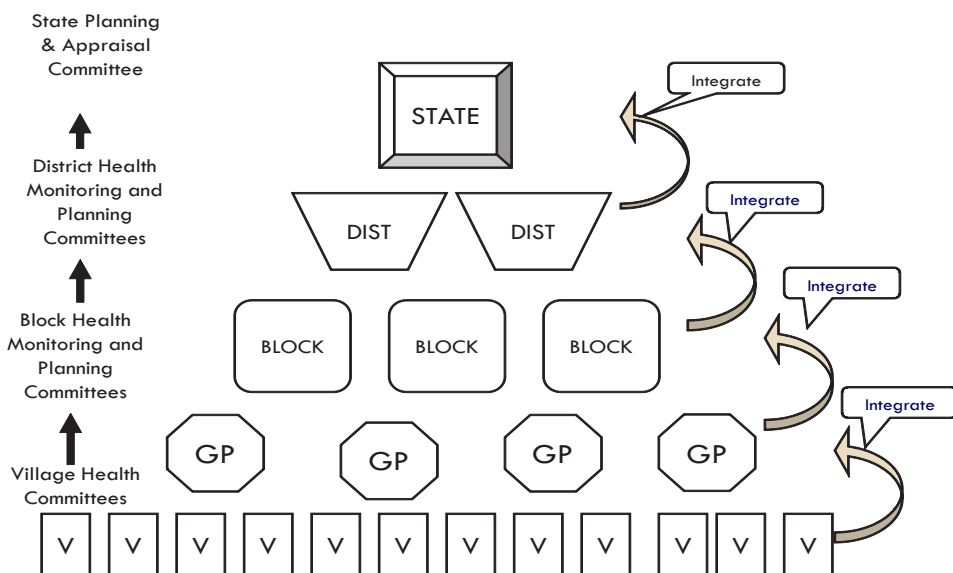 State Planning
& Appraisal
Committee
Integrate
STATE
District Health
Monitoring and
Planning
Committees
Integrate
DIST
DIST
Integrate
Block Health
Monitoring and
Planning
Committees
BLOCK
BLOCK
BLOCK
Integrate
GP
GP
GP
GP
Village Health
Committees
V
V
V
V
V
V
V
V
V
V
V
V